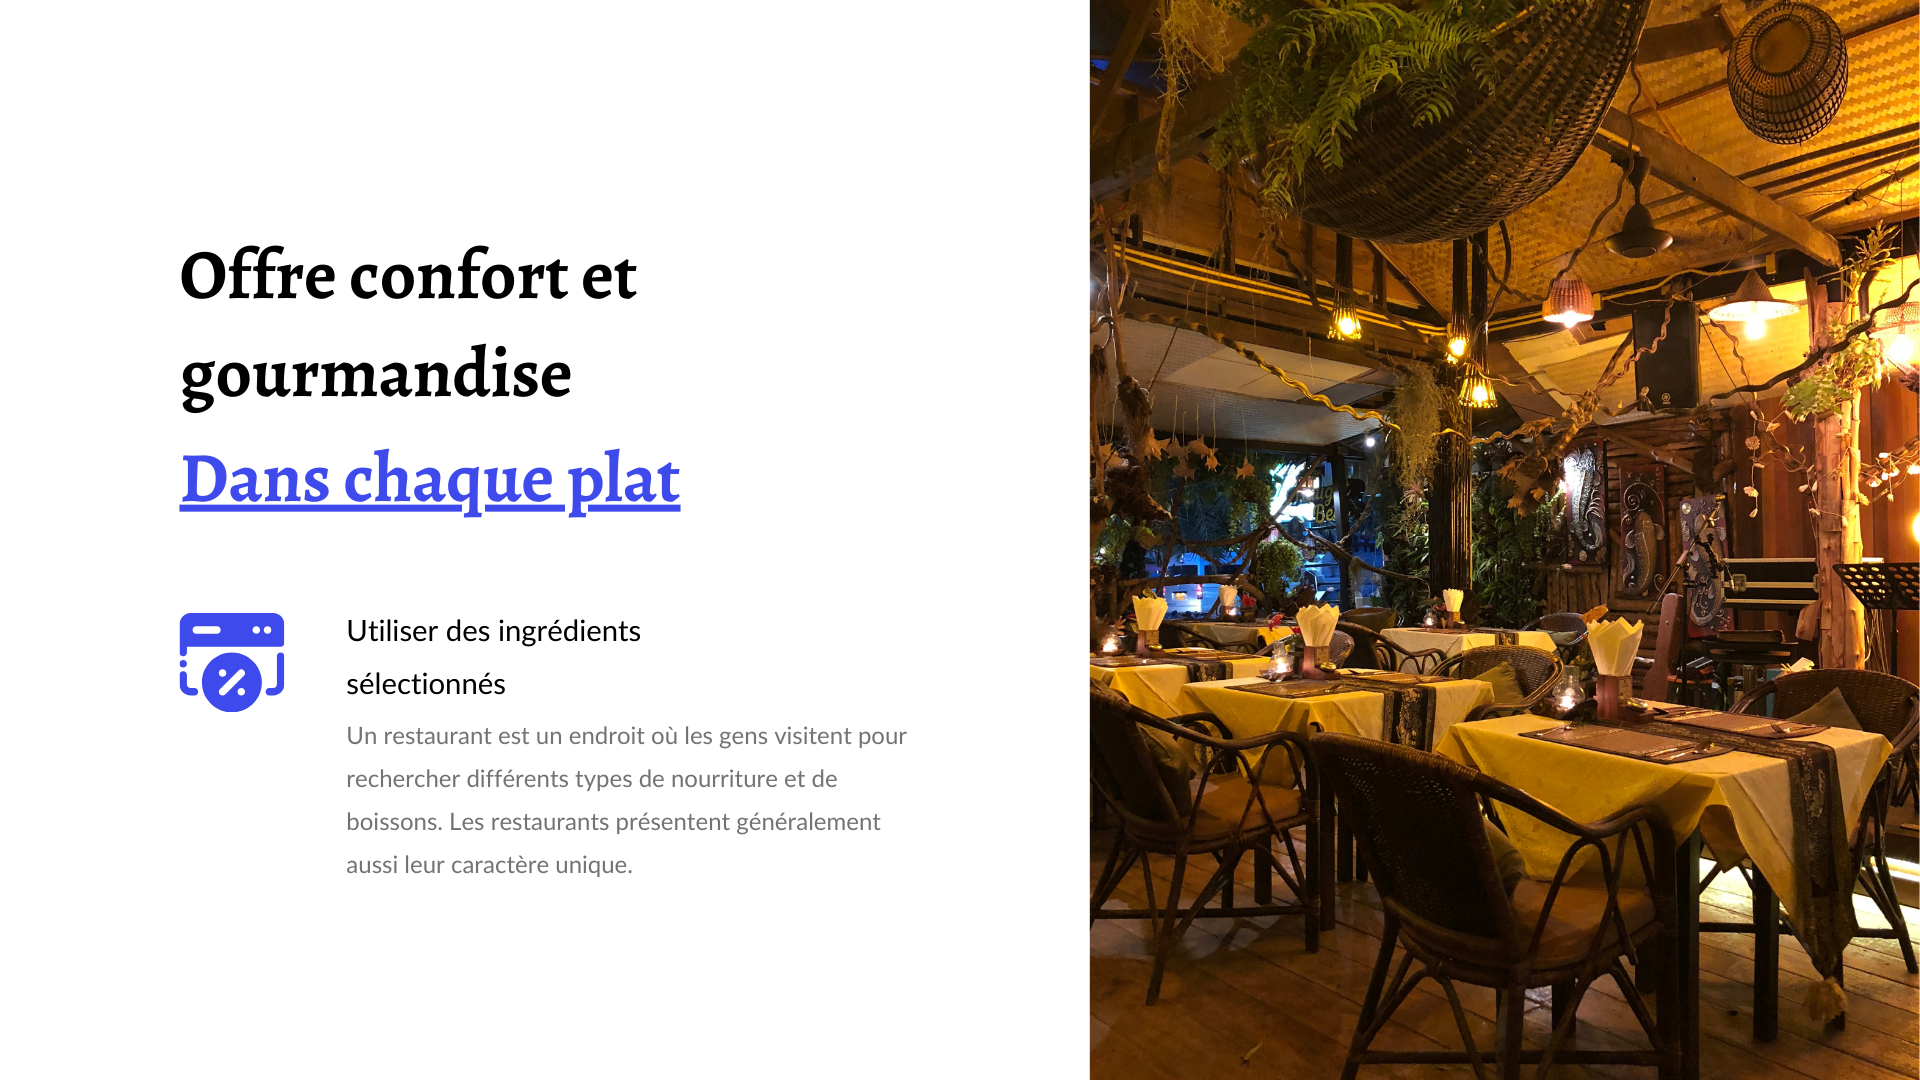 Offre confort et
gourmandise
Dans chaque plat
Utiliser des ingrédients
sélectionnés
Un restaurant est un endroit où les gens visitent pour
rechercher différents types de nourriture et de
boissons. Les restaurants présentent généralement
aussi leur caractère unique.